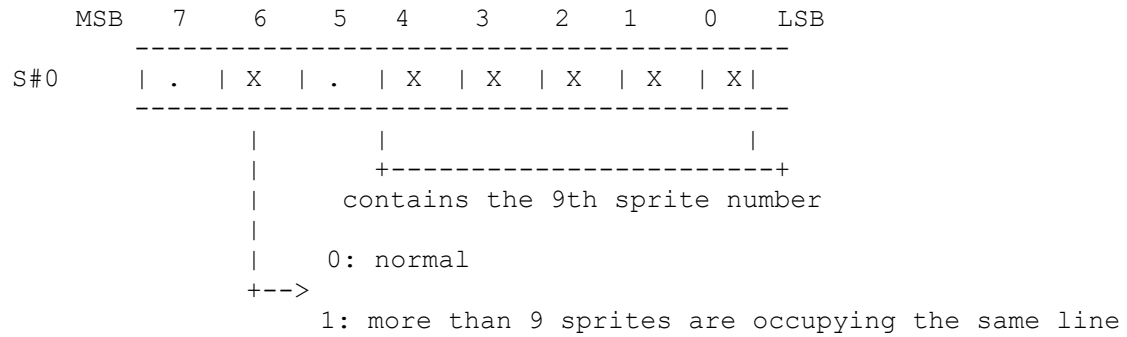 MSB 7 6 5 4 3 2 1 0 LSB
-----------------------------------------
S#0 | . | X | . | X | X | X | X | X|
-----------------------------------------
| | |
| +------------------------+
| contains the 9th sprite number
|
| 0: normal
+-->
1: more than 9 sprites are occupying the same line